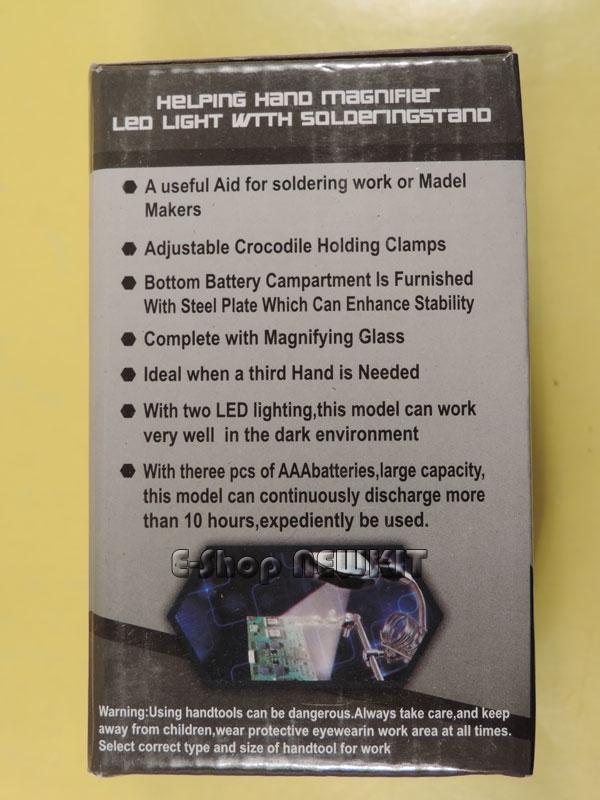 HELPING HAND MAGNIFIER
LED LIGHT WTTH SOLDERINGSTAND
A useful Aid for soldering work or Madel
Makers
Adjustable Crocodile Holding Clamps
Bottom Battery Campartment Is Furnished
With Steel Plate Which Can Enhance Stability
Complete with Magnifying Glass
Ideal when a third Hand is Needed
With two LED lighting,this model can work
very well in the dark environment
With theree pcs of AAAbatteries,large capacity,
this model can continuously discharge more
than 10 hours,expediently be used.
E-Shop NEWKIT
Warning:Using handtools can be dangerous.Always take care,and keep
away from children,wear protective eyewearin work area at all times.
Select correct type and size of handtool for work